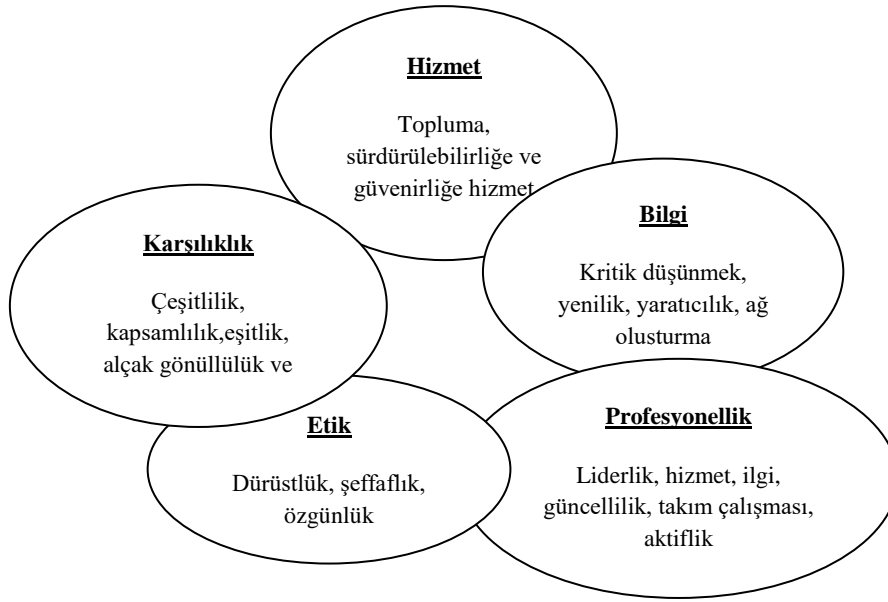 Hizmet
Topluma,
sürdürülebilirliğe ve
güvenirliğe hizmet
Bilgi
Kritik düşünmek,
yenilik, yaratıcılık, ağ
olusturma
Karşılıklık
Çeşitlilik,
kapsamlılık,eşitlik,
alçak gönüllülük ve
Etik
Dürüstlük, şeffaflık,
özgünlük
Profesyonellik
Liderlik, hizmet, ilgi,
güncellilik, takım çalışması,
aktiflik